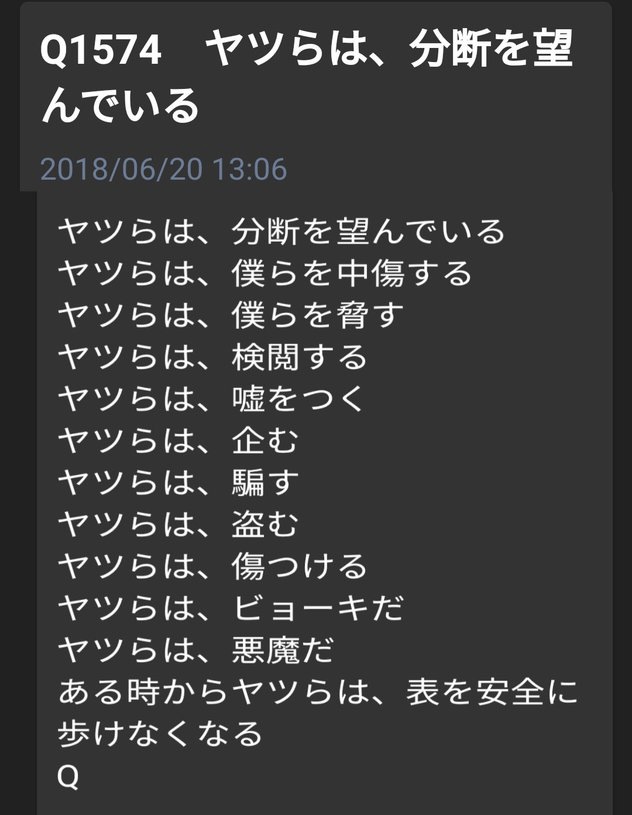 Q1574　ヤツらは、分断を望
んでいる
2018/06/20 13:06
ヤツらは、分断を望んでいる
ヤツらは、僕らを中傷する
ヤツらは、僕らを脅す
ヤツらは、検閲する
ヤツらは、嘘をつく
ヤツらは、企む
ヤツらは、騙す
ヤツらは、盗む
ヤツらは、傷つける
ヤツらは、ビョーキだ
ヤツらは、悪魔だ
ある時からヤツらは、表を安全に
歩けなくなる
Q